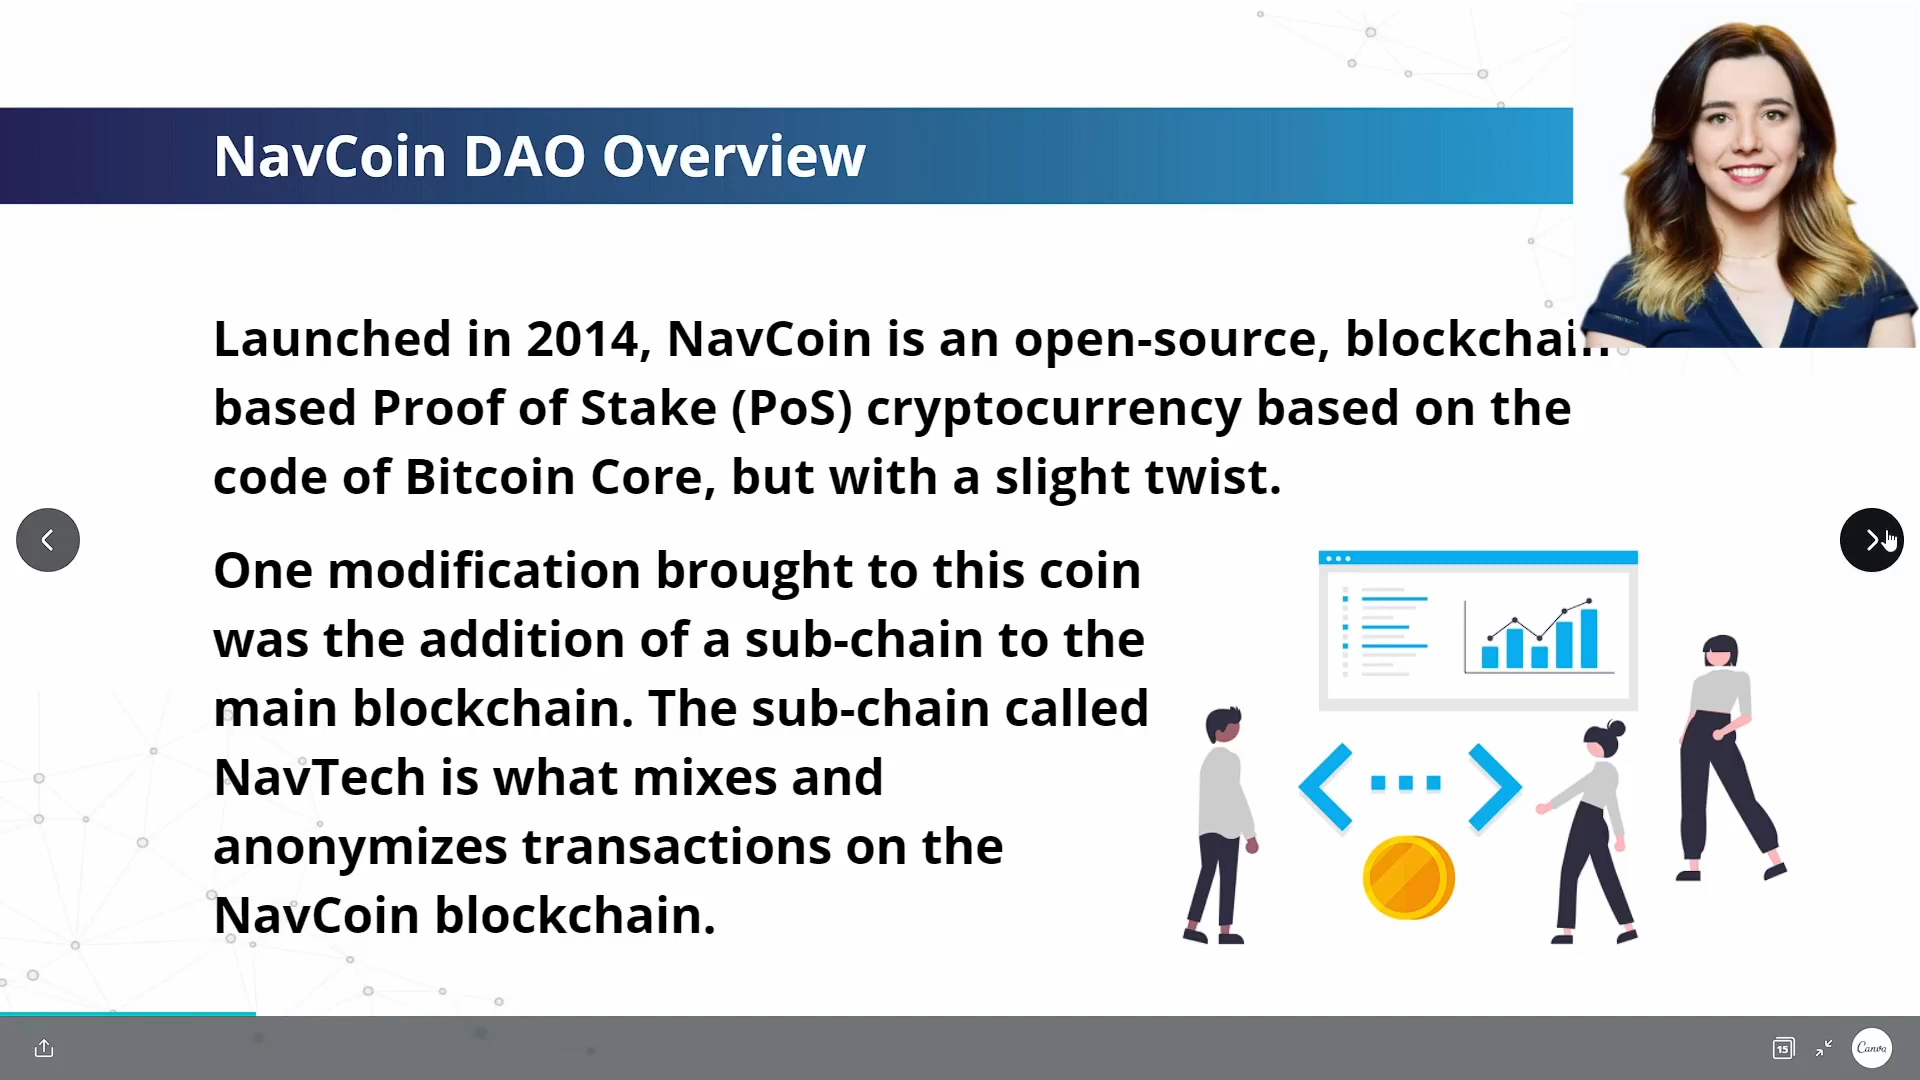 NavCoin DAO Overview
Launched in 2014, NavCoin is an open-source, blockchain
based Proof of Stake (PoS) cryptocurrency based on the
code of Bitcoin Core, but with a slight twist.
One modification brought to this coin
was the addition of a sub-chain to the
main blockchain. The sub-chain called
NavTech is what mixes and
anonymizes transactions on the
NavCoin blockchain.
15
Canva